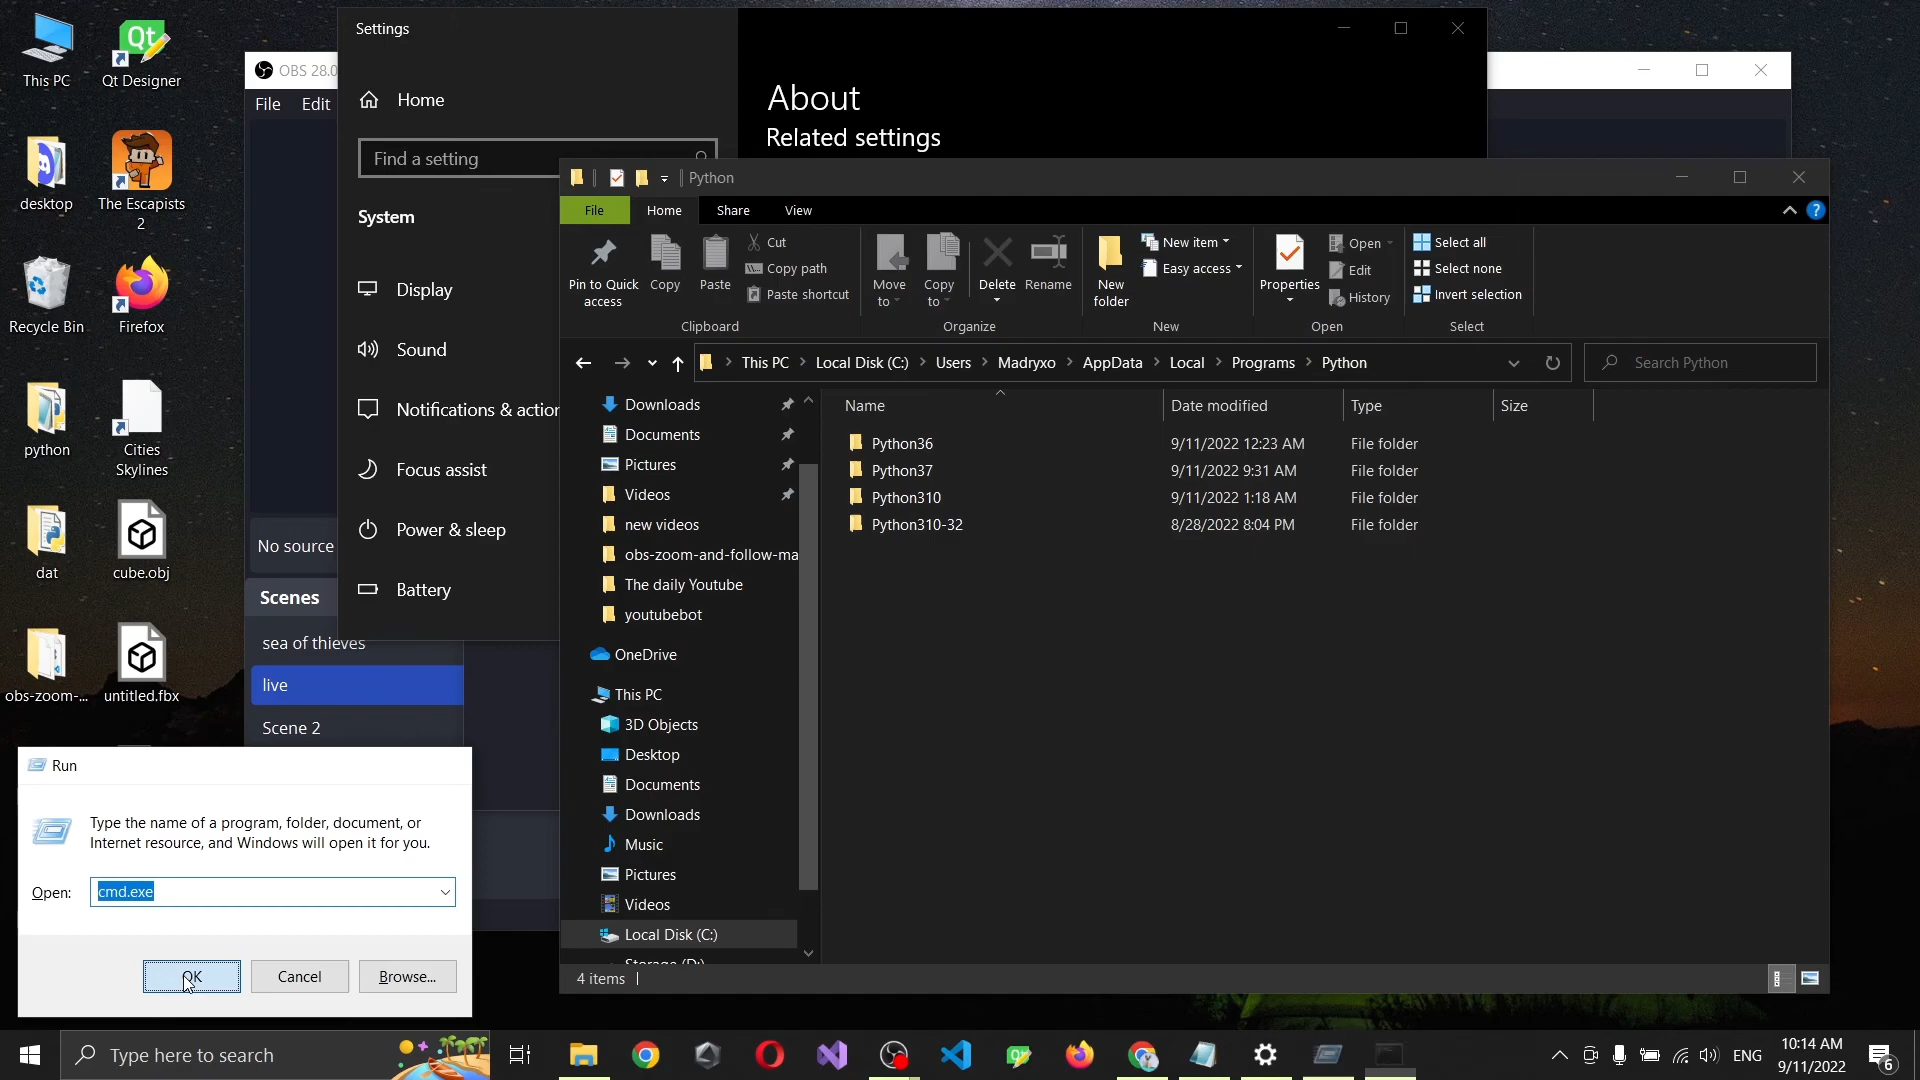 This PC
Qt Designer
desktop
The Escapists
2
Recycle Bin
Firefox
python
Cities
Skylines
dat
cube.obj
obs-zoom-...
untitled.fbx
OBS 28.0
File
Edit
No source
Scenes
sea of thieves
live
Scene 2
Settings
Home
Find a setting
System
Display
Sound
Notifications & action
Focus assist
Power & sleep
Battery
About
Related settings
Python
File
Home
Share
View
Pin to Quick
access
Copy
Paste
Cut
Copy path
Paste shortcut
Clipboard
Move
to
Copy
to
Delete
Rename
Organize
New
folder
New item
Easy access
New
Properties
Open
Edit
History
Open
Select all
Select none
Invert selection
Select
This PC
Local Disk (C:)
Users
Madryxo
AppData
Local
Programs
Python
Search Python
Downloads
Documents
Pictures
Videos
new videos
obs-zoom-and-follow-ma
The daily Youtube
youtubebot
OneDrive
This PC
3D Objects
Desktop
Documents
Downloads
Music
Pictures
Videos
Local Disk (C:)
Storage (D:)
Name Date modified Type Size
Python36 9/11/2022 12:23 AM File folder
Python37 9/11/2022 9:31 AM File folder
Python310 9/11/2022 1:18 AM File folder
Python310-32 8/28/2022 8:04 PM File folder
4 items
Run
Type the name of a program, folder, document, or
Internet resource, and Windows will open it for you.
Open: cmd.exe
OK
Cancel
Browse...
Type here to search
ENG
10:14 AM
9/11/2022
6